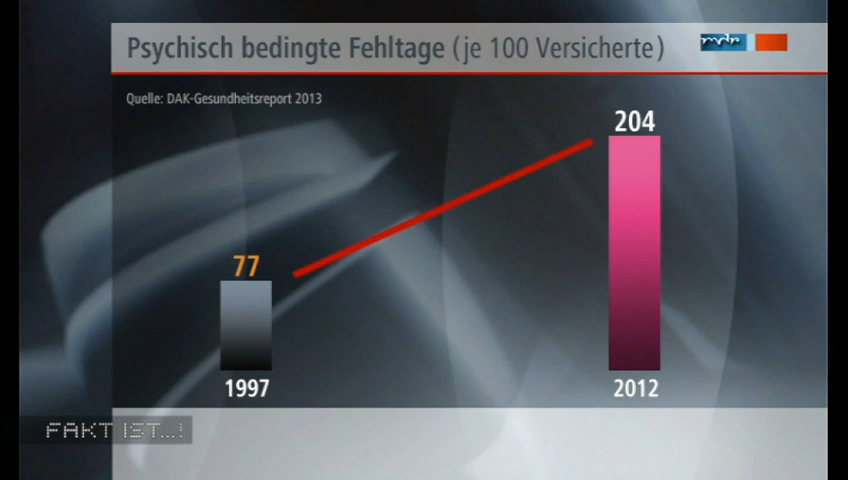 Psychisch bedingte Fehltage (je 100 Versicherte)
mdr
Quelle: DAK-Gesundheitsreport 2013
204
77
1997
2012
FAKT IST...!